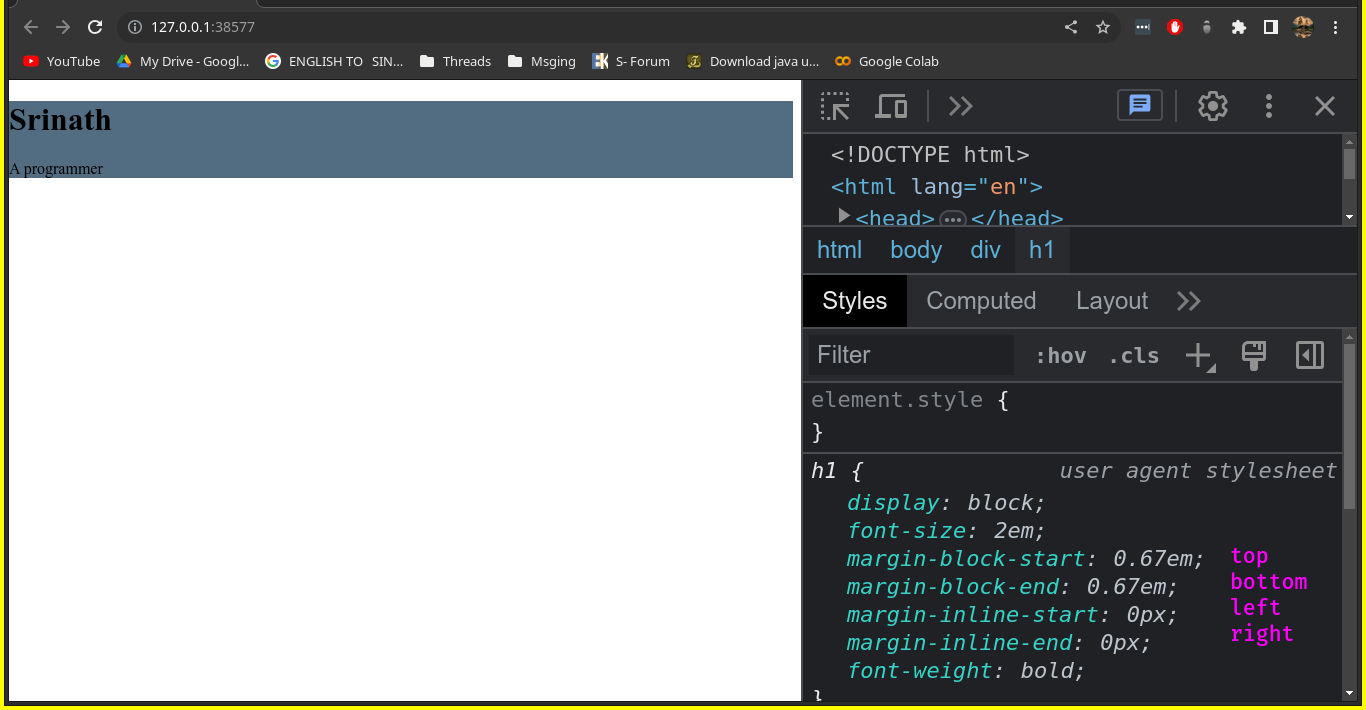 127.0.0.1:38577
YouTube My Drive - Googl... ENGLISH TO SIN... Threads Msging S- Forum Download java u... Google Colab
Srinath
A programmer
<!DOCTYPE html>
<html lang="en">
<head> ••• </head>
html body div h1
Styles Computed Layout
Filter :hov .cls
element.style {
}
h1 { user agent stylesheet
display: block;
font-size: 2em;
margin-block-start: 0.67em; top
margin-block-end: 0.67em; bottom
margin-inline-start: 0px; left
margin-inline-end: 0px; right
font-weight: bold;
}